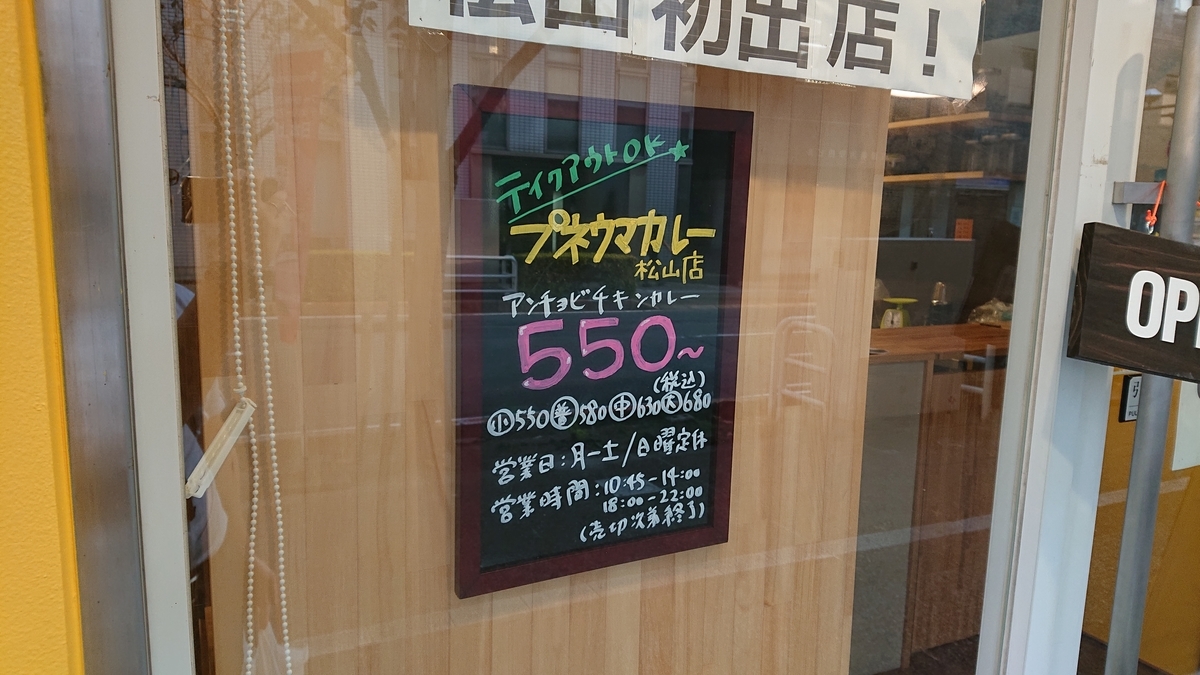 松山初出店！
テイクアウトOK★
プネウマカレー
松山店
アンチョビチキンカレー
550~
(税込)
小550普580中630大680
営業日:月ー土/日曜定休
営業時間:10:45-14:00
18:00-22:00
(売切次第終了)
OP